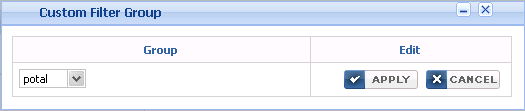 Custom Filter Group
Group Edit
potal APPLY CANCEL